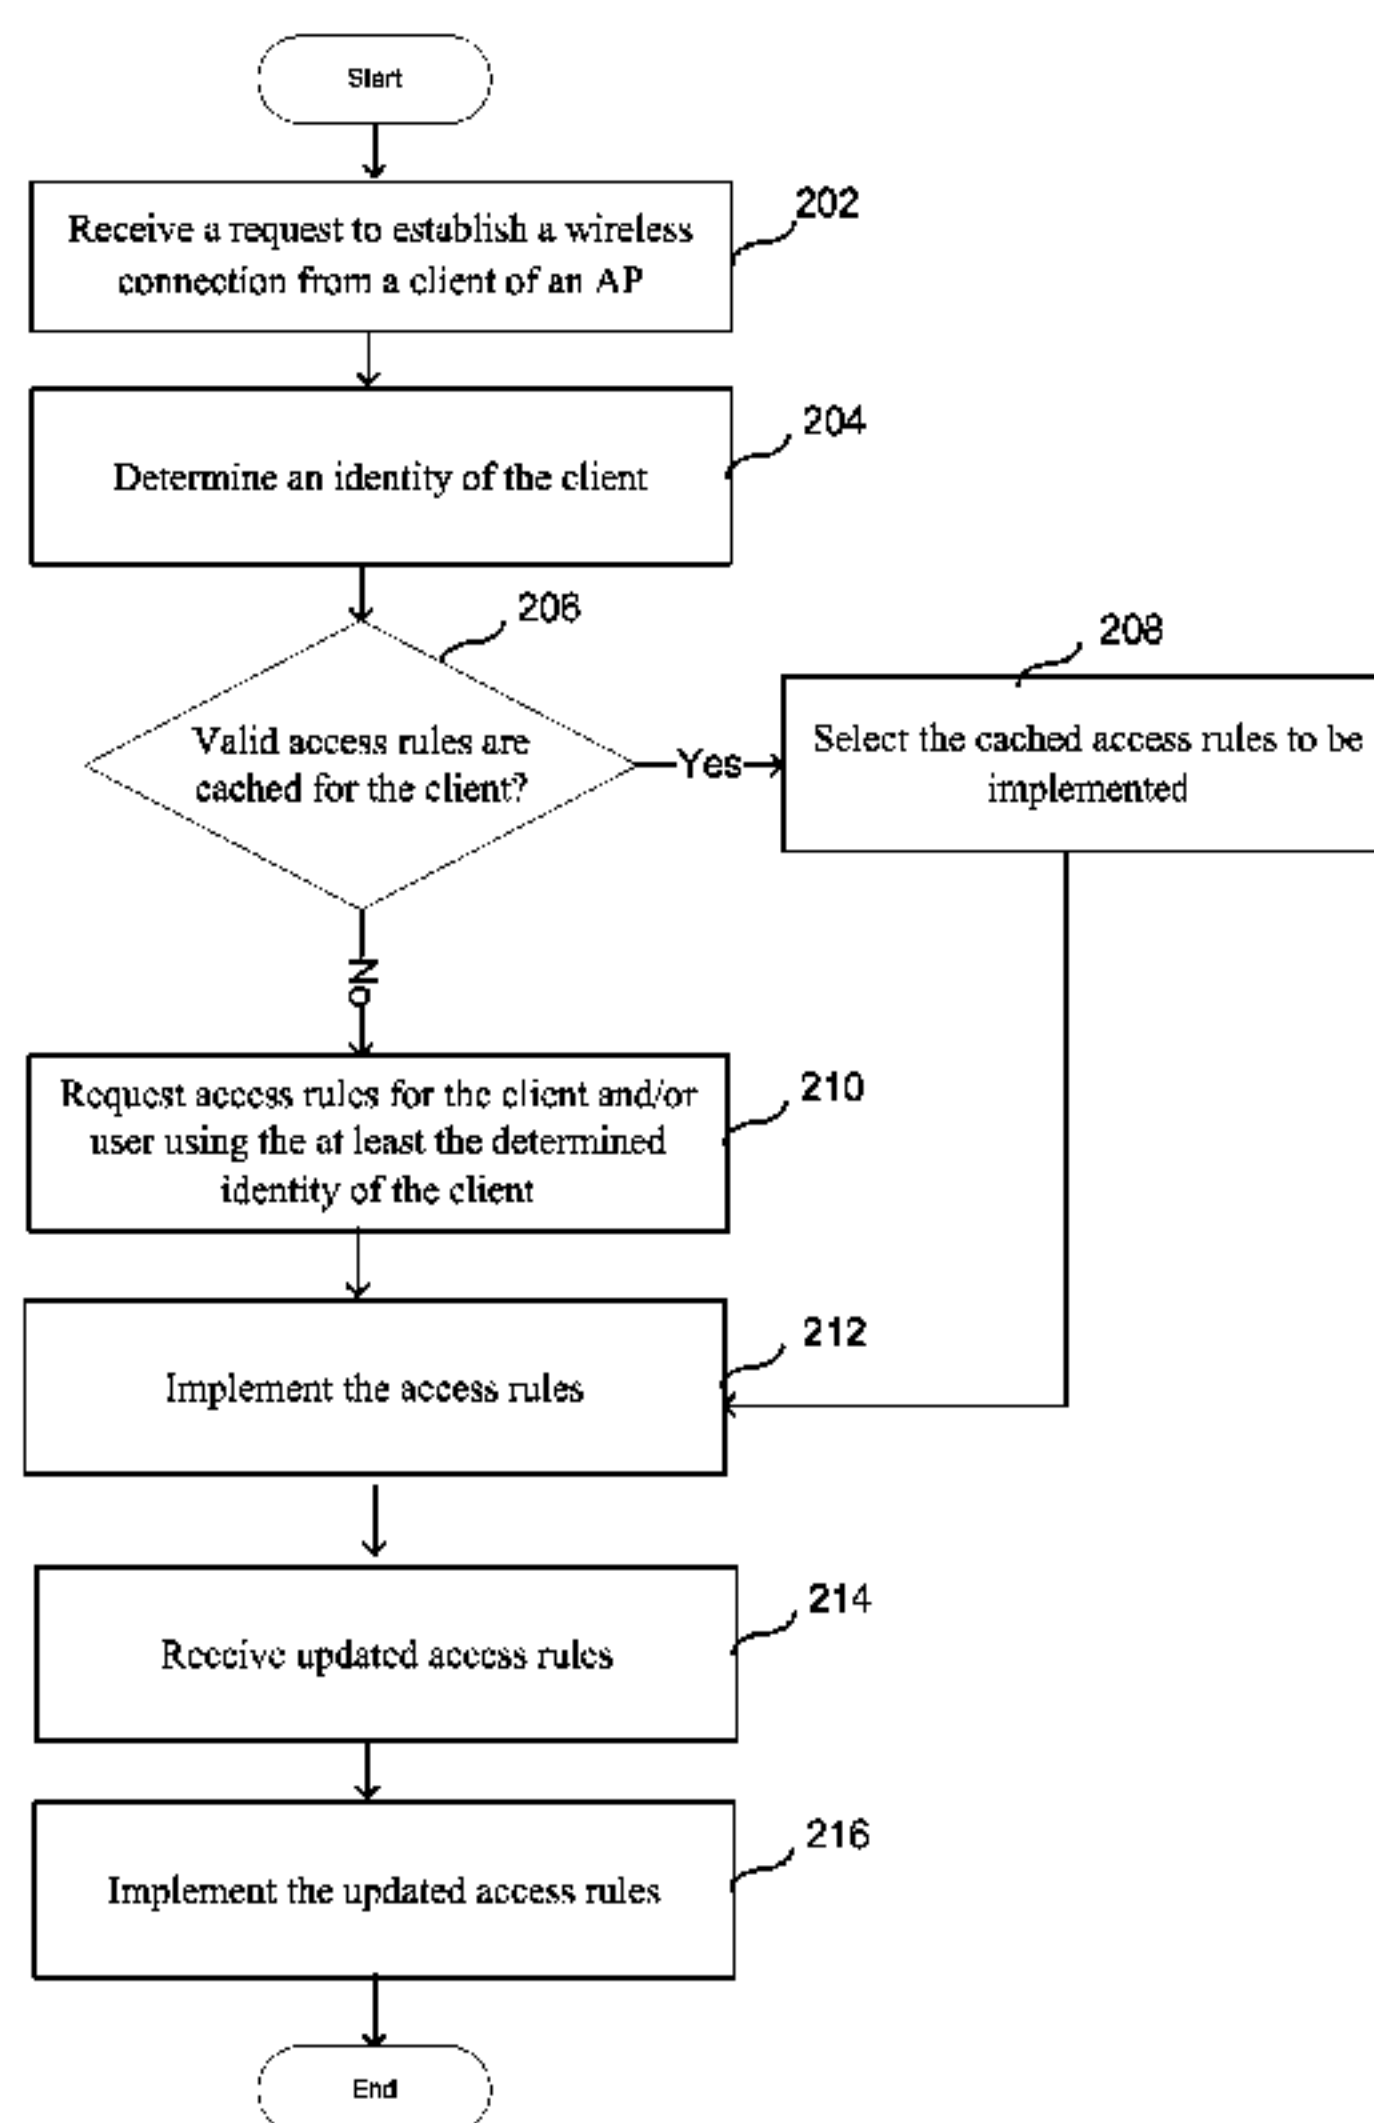 Start
Receive a request to establish a wireless
connection from a client of an AP
202
Determine an identity of the client
204
206
Valid access rules are
cached for the client?
Yes
208
Select the cached access rules to be
implemented
No
Request access rules for the client and/or
user using the at least the determined
identity of the client
210
Implement the access rules
212
Receive updated access rules
214
Implement the updated access rules
216
End